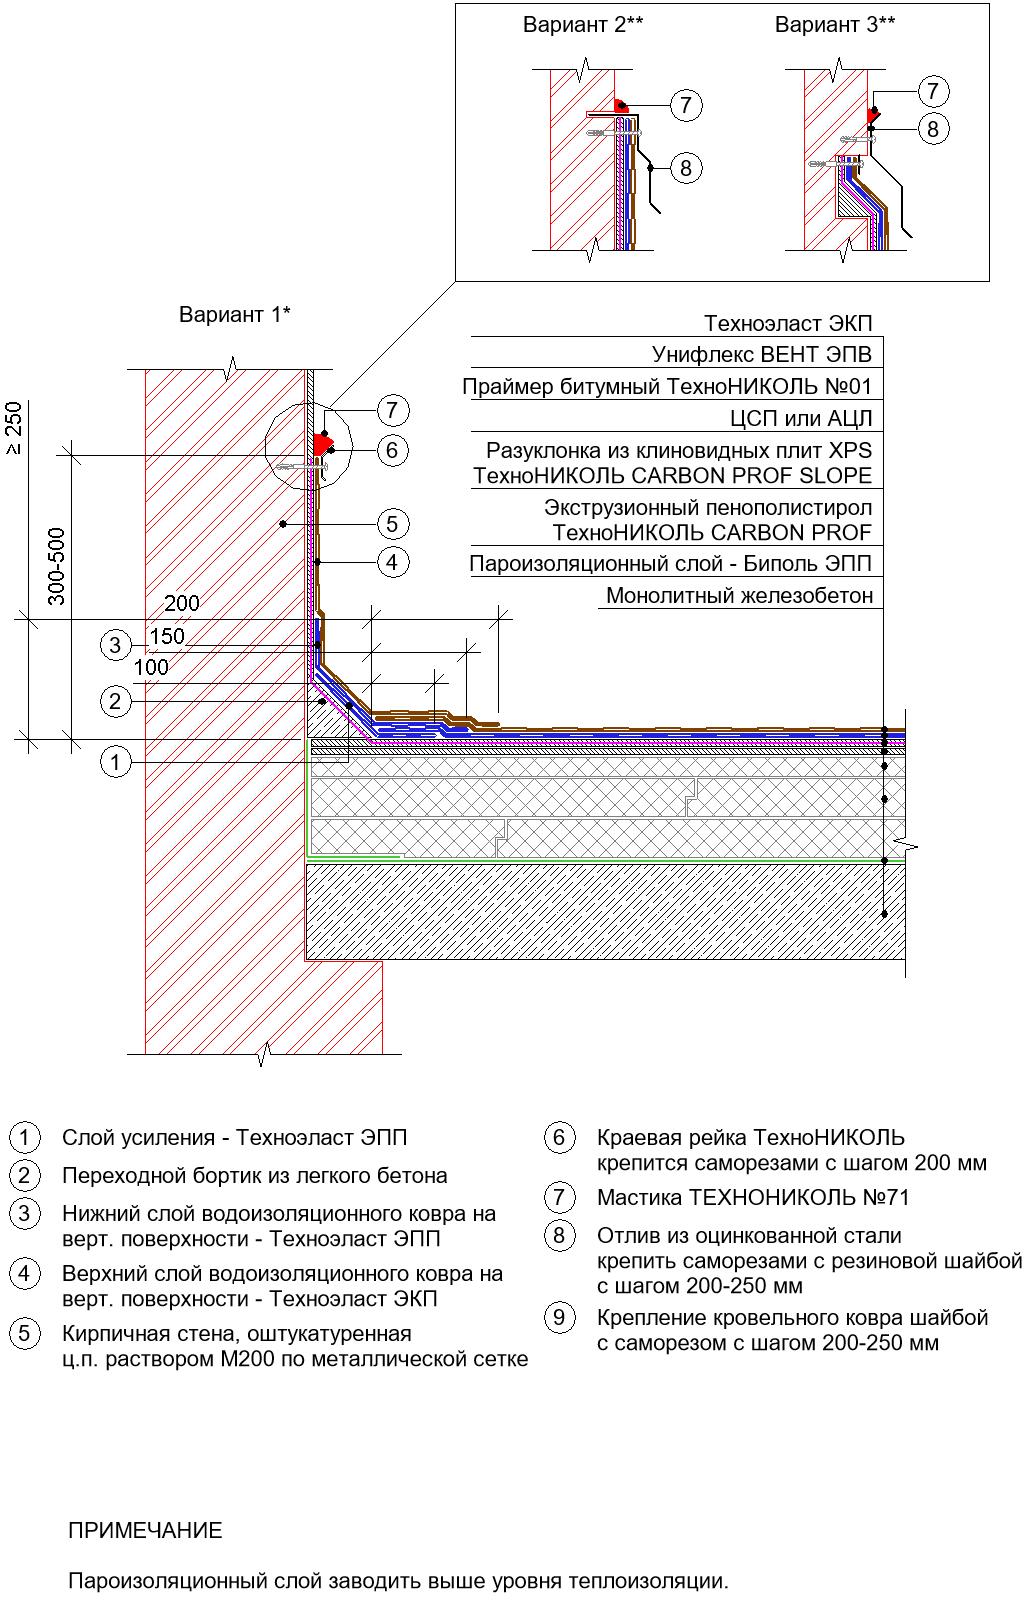 Вариант 2**
Вариант 3**
7
8
7
8
Вариант 1*
Техноэласт ЭКП
Унифлекс ВЕНТ ЭПВ
Праймер битумный ТехноНИКОЛЬ №01
ЦСП или АЦЛ
Разуклонка из клиновидных плит XPS
ТехноНИКОЛЬ CARBON PROF SLOPE
Экструзионный пенополистирол
ТехноНИКОЛЬ CARBON PROF
Пароизоляционный слой - Биполь ЭПП
Монолитный железобетон
≥ 250
300-500
7
6
5
4
200
150
100
3
2
1
1 Слой усиления - Техноэласт ЭПП
2 Переходной бортик из легкого бетона
3 Нижний слой водоизоляционного ковра на
верт. поверхности - Техноэласт ЭПП
4 Верхний слой водоизоляционного ковра на
верт. поверхности - Техноэласт ЭКП
5 Кирпичная стена, оштукатуренная
ц.п. раствором М200 по металлической сетке
6 Краевая рейка ТехноНИКОЛЬ
крепится саморезами с шагом 200 мм
7 Мастика ТЕХНОНИКОЛЬ №71
8 Отлив из оцинкованной стали
крепить саморезами с резиновой шайбой
с шагом 200-250 мм
9 Крепление кровельного ковра шайбой
с саморезом с шагом 200-250 мм
ПРИМЕЧАНИЕ
Пароизоляционный слой заводить выше уровня теплоизоляции.